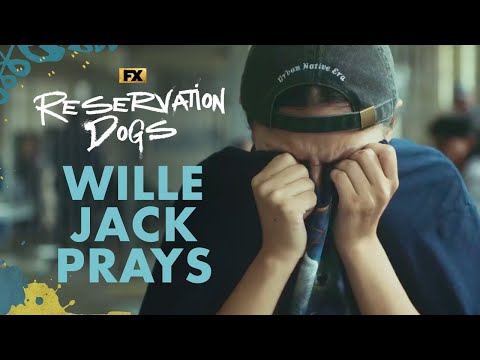 FX
RESERVATION
DOGS
WILLE
JACK
PRAYS
Urban Native Era